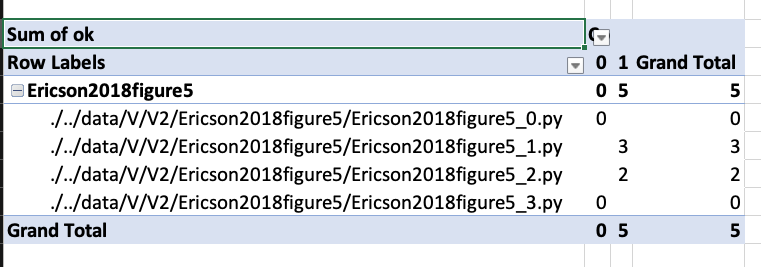 Sum of ok
Row Labels 0 1 Grand Total
Ericson2018figure5 0 5 5
./../data/V/V2/Ericson2018figure5/Ericson2018figure5_0.py 0 0
./../data/V/V2/Ericson2018figure5/Ericson2018figure5_1.py 3 3
./../data/V/V2/Ericson2018figure5/Ericson2018figure5_2.py 2 2
./../data/V/V2/Ericson2018figure5/Ericson2018figure5_3.py 0 0
Grand Total 0 5 5